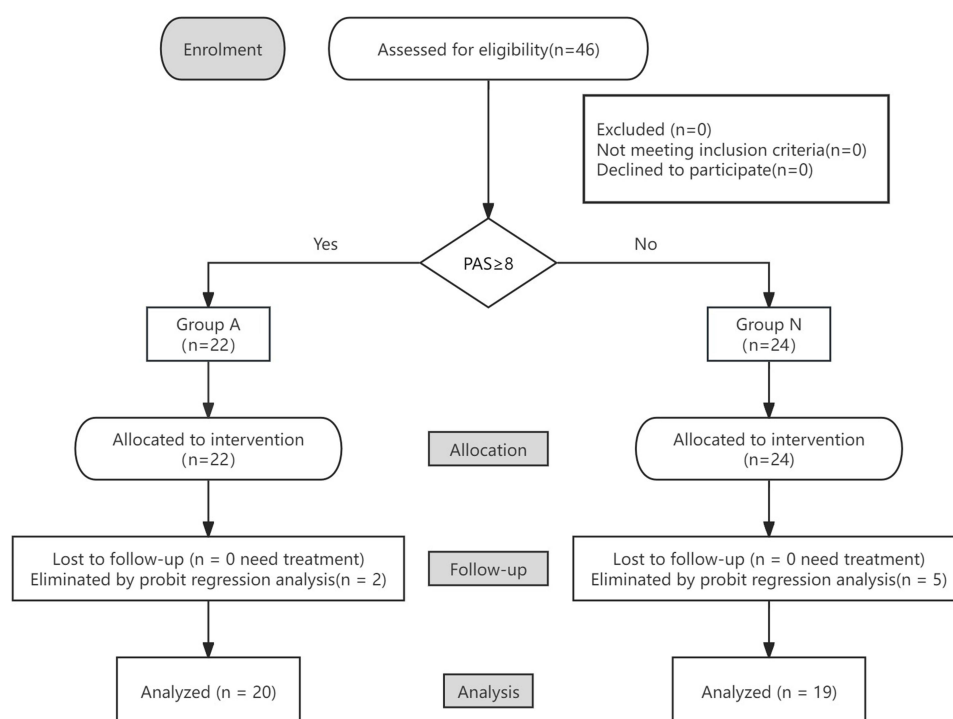 Enrolment
Assessed for eligibility(n=46)
Excluded (n=0)
Not meeting inclusion criteria(n=0)
Declined to participate(n=0)
Yes
PAS≥8
No
Group A
(n=22)
Group N
(n=24)
Allocated to intervention
(n=22)
Allocation
Allocated to intervention
(n=24)
Lost to follow-up (n = 0 need treatment)
Eliminated by probit regression analysis(n = 2)
Follow-up
Lost to follow-up (n = 0 need treatment)
Eliminated by probit regression analysis(n = 5)
Analyzed (n = 20)
Analysis
Analyzed (n = 19)